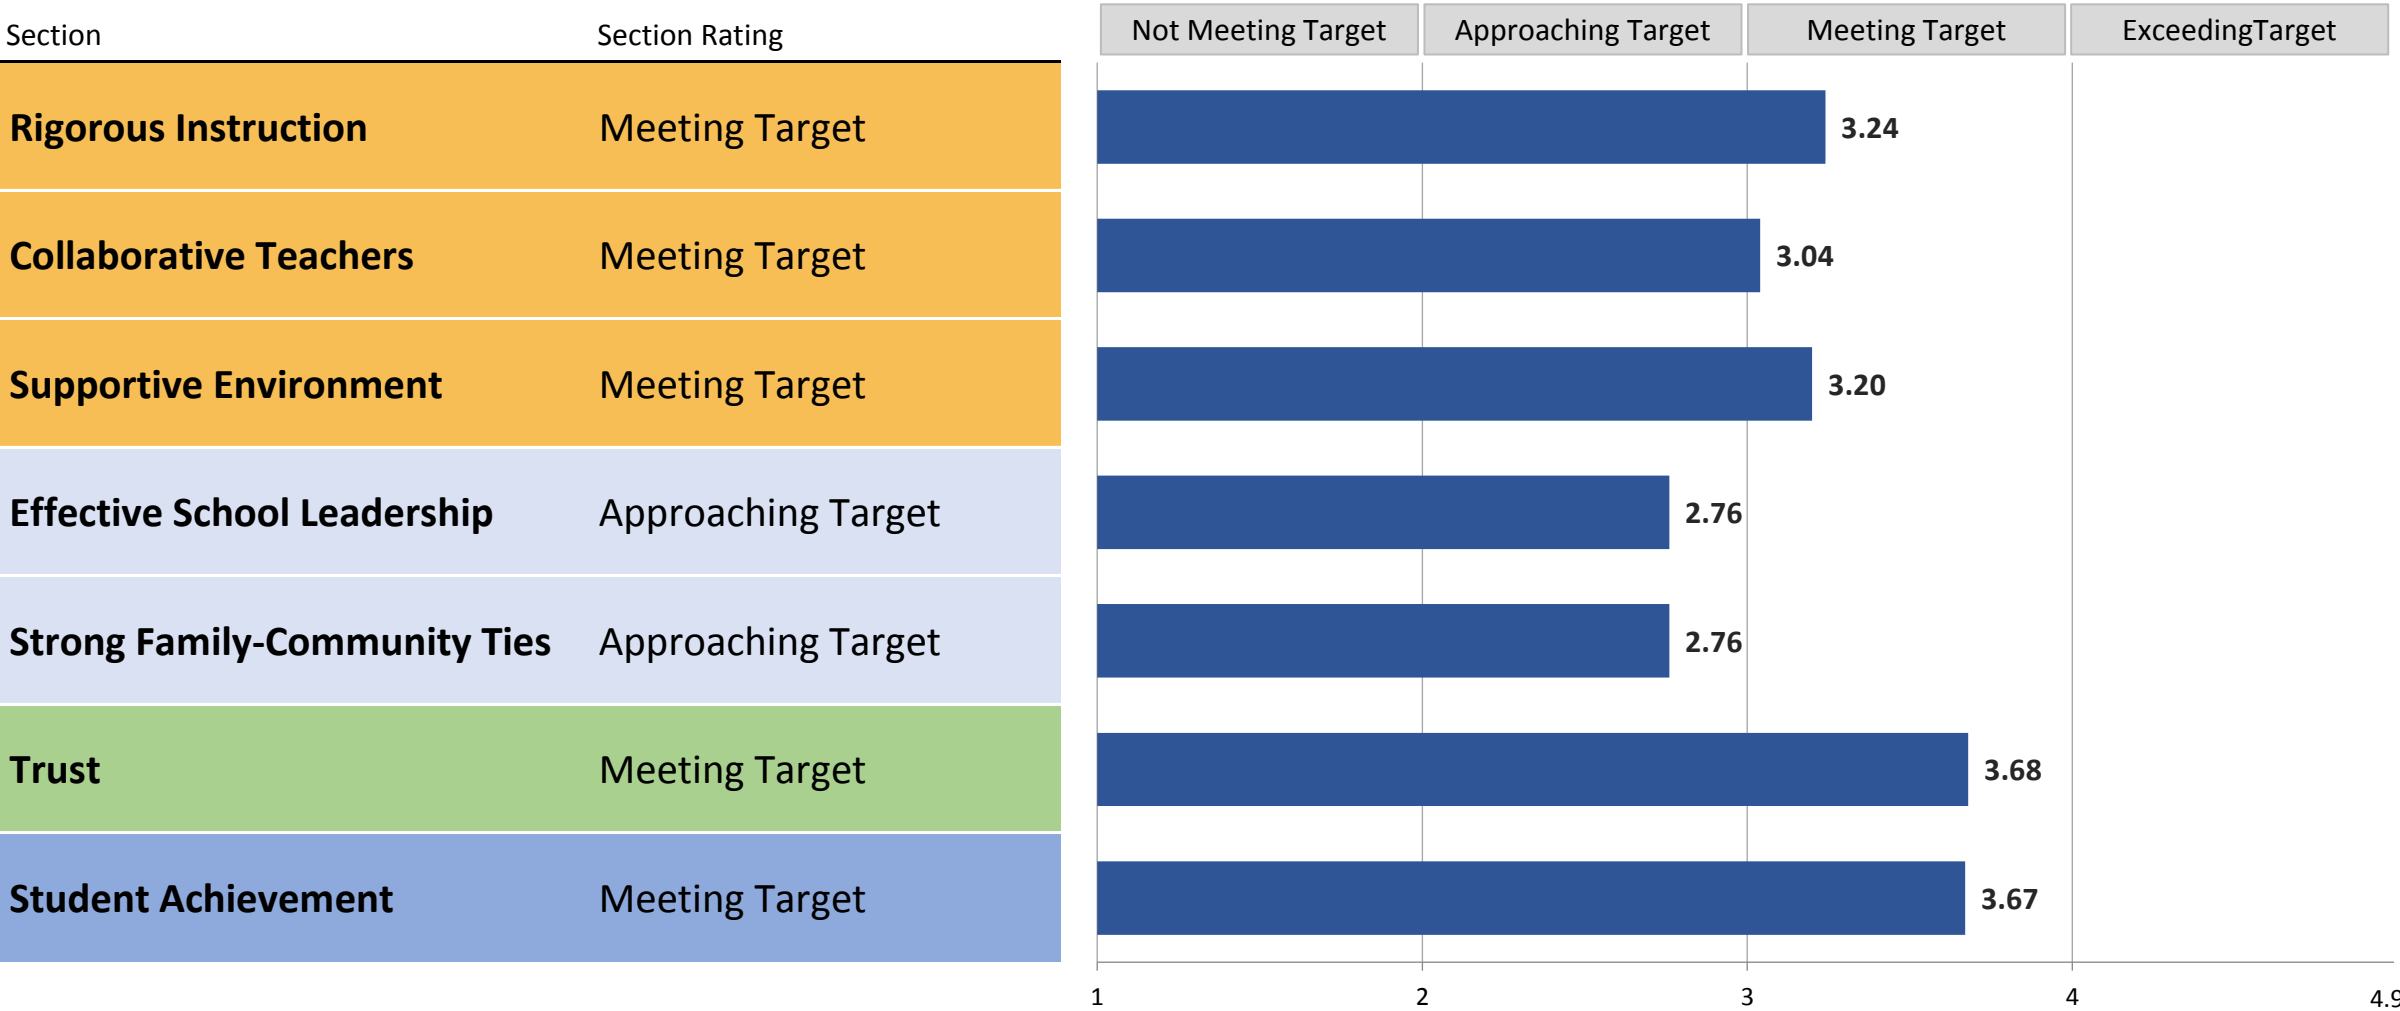 Section Section Rating Not Meeting Target Approaching Target Meeting Target ExceedingTarget
Rigorous Instruction Meeting Target 3.24
Collaborative Teachers Meeting Target 3.04
Supportive Environment Meeting Target 3.20
Effective School Leadership Approaching Target 2.76
Strong Family-Community Ties Approaching Target 2.76
Trust Meeting Target 3.68
Student Achievement Meeting Target 3.67
1 2 3 4 4.9